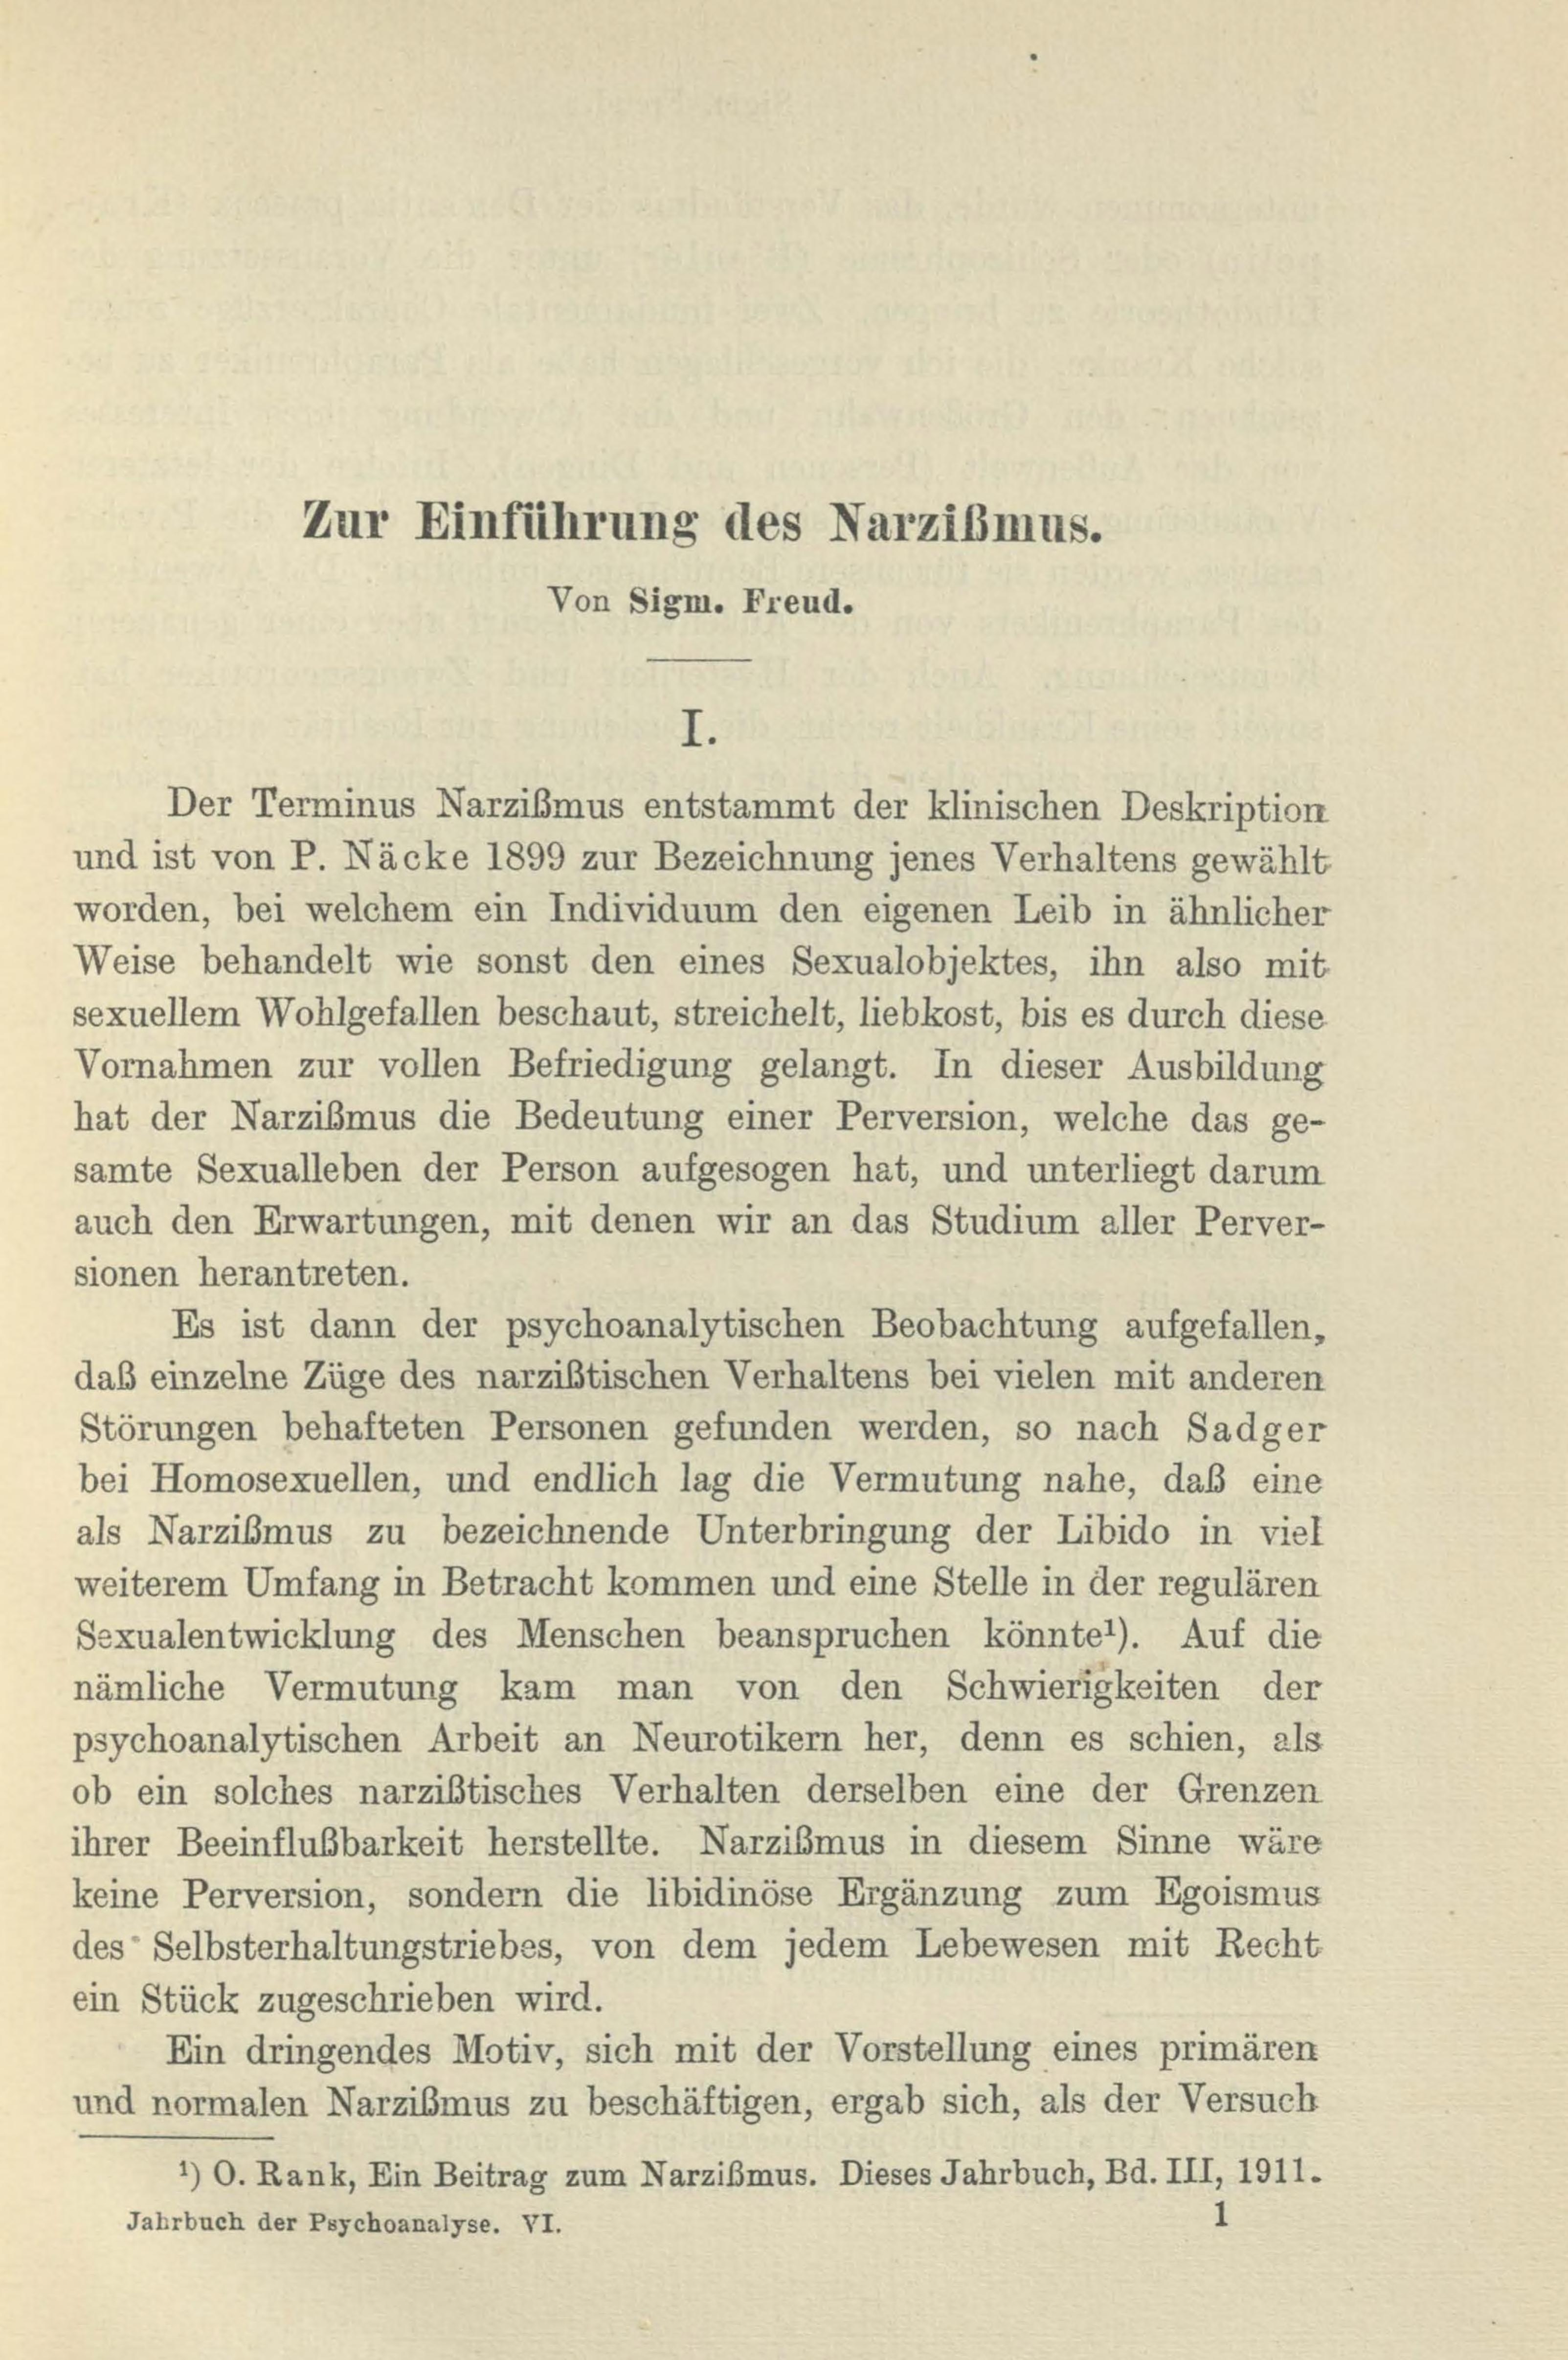 Zur Einführung des Narzißmus.
Von Sigm. Freud.
I.
Der Terminus Narzißmus entstammt der klinischen Deskription
und ist von P. Näcke 1899 zur Bezeichnung jenes Verhaltens gewählt
worden, bei welchem ein Individuum den eigenen Leib in ähnlicher
Weise behandelt wie sonst den eines Sexualobjektes, ihn also mit
sexuellem Wohlgefallen beschaut, streichelt, liebkost, bis es durch diese
Vornahmen zur vollen Befriedigung gelangt. In dieser Ausbildung
hat der Narzißmus die Bedeutung einer Perversion, welche das ge-
samte Sexualleben der Person aufgesogen hat, und unterliegt darum
auch den Erwartungen, mit denen wir an das Studium aller Perver-
sionen herantreten.
Es ist dann der psychoanalytischen Beobachtung aufgefallen,
daß einzelne Züge des narzißtischen Verhaltens bei vielen mit anderen
Störungen behafteten Personen gefunden werden, so nach Sadger
bei Homosexuellen, und endlich lag die Vermutung nahe, daß eine
als Narzißmus zu bezeichnende Unterbringung der Libido in viel
weiterem Umfang in Betracht kommen und eine Stelle in der regulären
Sexualentwicklung des Menschen beanspruchen könnte¹). Auf die
nämliche Vermutung kam man von den Schwierigkeiten der
psychoanalytischen Arbeit an Neurotikern her, denn es schien, als
ob ein solches narzißtisches Verhalten derselben eine der Grenzen
ihrer Beeinflußbarkeit herstellte. Narzißmus in diesem Sinne wäre
keine Perversion, sondern die libidinöse Ergänzung zum Egoismus
des Selbsterhaltungstriebes, von dem jedem Lebewesen mit Recht
ein Stück zugeschrieben wird.
Ein dringendes Motiv, sich mit der Vorstellung eines primären
und normalen Narzißmus zu beschäftigen, ergab sich, als der Versuch
¹) O. Rank, Ein Beitrag zum Narzißmus. Dieses Jahrbuch, Bd. III, 1911.
Jahrbuch der Psychoanalyse. VI. 1